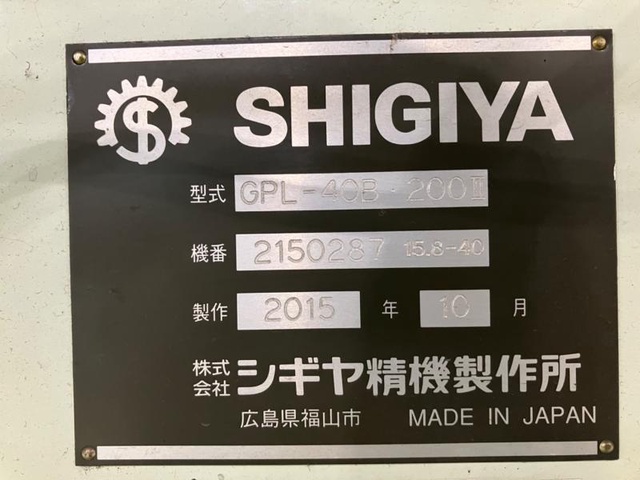 SHIGIYA
型式 GPL-40B・200Ⅱ
機番 2150287 15.8-40
製作 2015 年 10 月
株式会社 シギヤ精機製作所
広島県福山市 MADE IN JAPAN